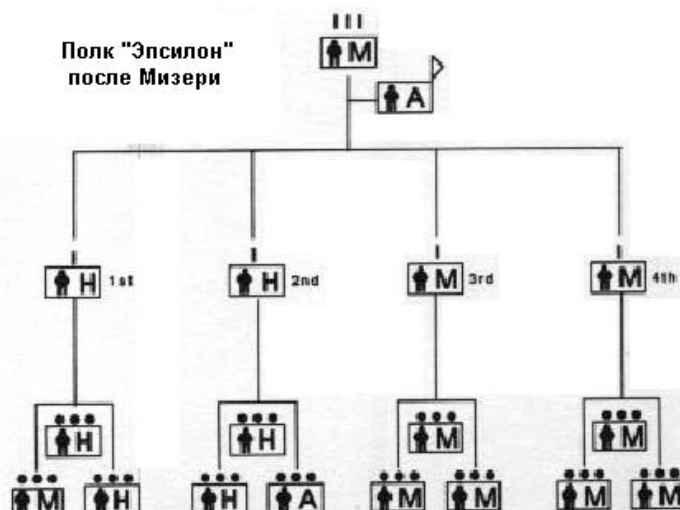 III
Полк "Эпсилон"
после Мизери
M
A
I I I I
H 1st H 2nd M 3rd M 4th
H H M M
M H H A M M M M